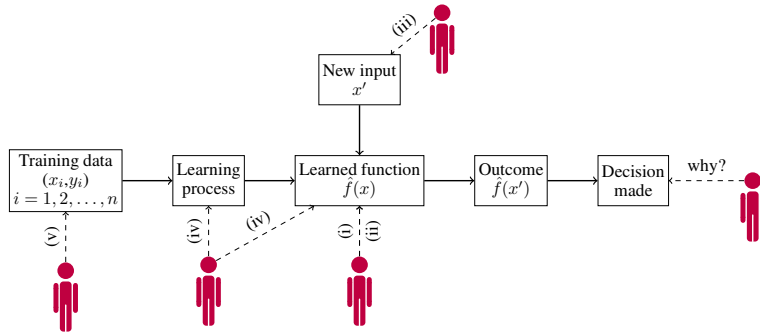 (iii)
New input
x′
Training data
(xᵢ,yᵢ)
i = 1, 2, . . . , n
Learning
process
Learned function
f̂(x)
Outcome
f̂(x′)
Decision
made
why?
(v)
(iv)
(iv)
(i)
(ii)